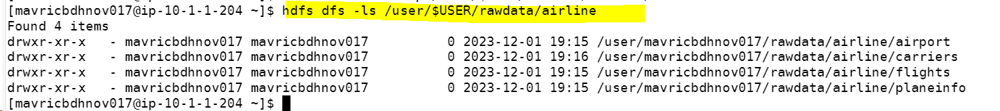 [mavricbdhnov017@ip-10-1-1-204 ~]$ hdfs dfs -ls /user/$USER/rawdata/airline
Found 4 items
drwxr-xr-x   - mavricbdhnov017 mavricbdhnov017          0 2023-12-01 19:15 /user/mavricbdhnov017/rawdata/airline/airport
drwxr-xr-x   - mavricbdhnov017 mavricbdhnov017          0 2023-12-01 19:16 /user/mavricbdhnov017/rawdata/airline/carriers
drwxr-xr-x   - mavricbdhnov017 mavricbdhnov017          0 2023-12-01 19:15 /user/mavricbdhnov017/rawdata/airline/flights
drwxr-xr-x   - mavricbdhnov017 mavricbdhnov017          0 2023-12-01 19:15 /user/mavricbdhnov017/rawdata/airline/planeinfo
[mavricbdhnov017@ip-10-1-1-204 ~]$